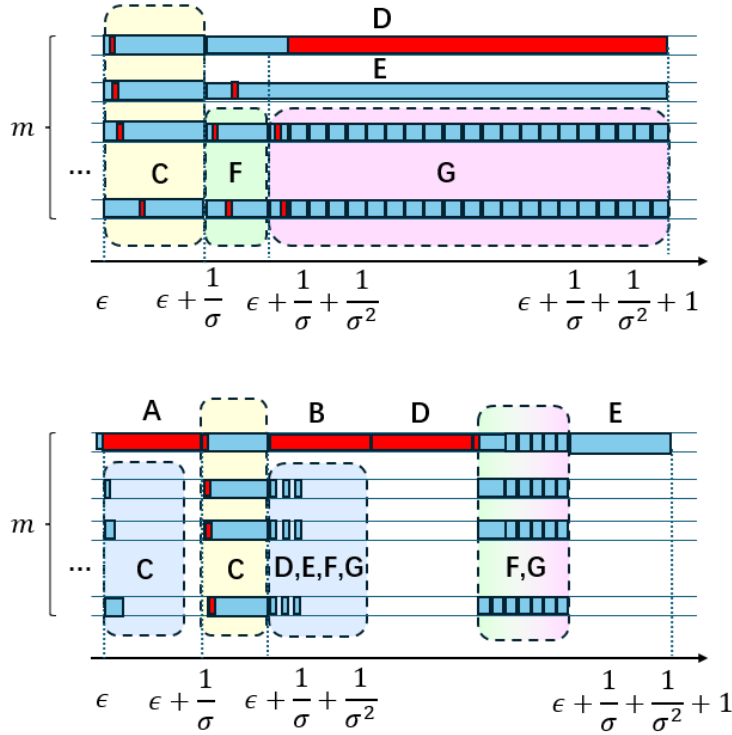 D
E
m
...
C F G
ϵ ϵ + 1/σ ϵ + 1/σ + 1/σ² ϵ + 1/σ + 1/σ² + 1
A B D E
m
...
C C D,E,F,G F,G
ϵ ϵ + 1/σ ϵ + 1/σ + 1/σ² ϵ + 1/σ + 1/σ² + 1